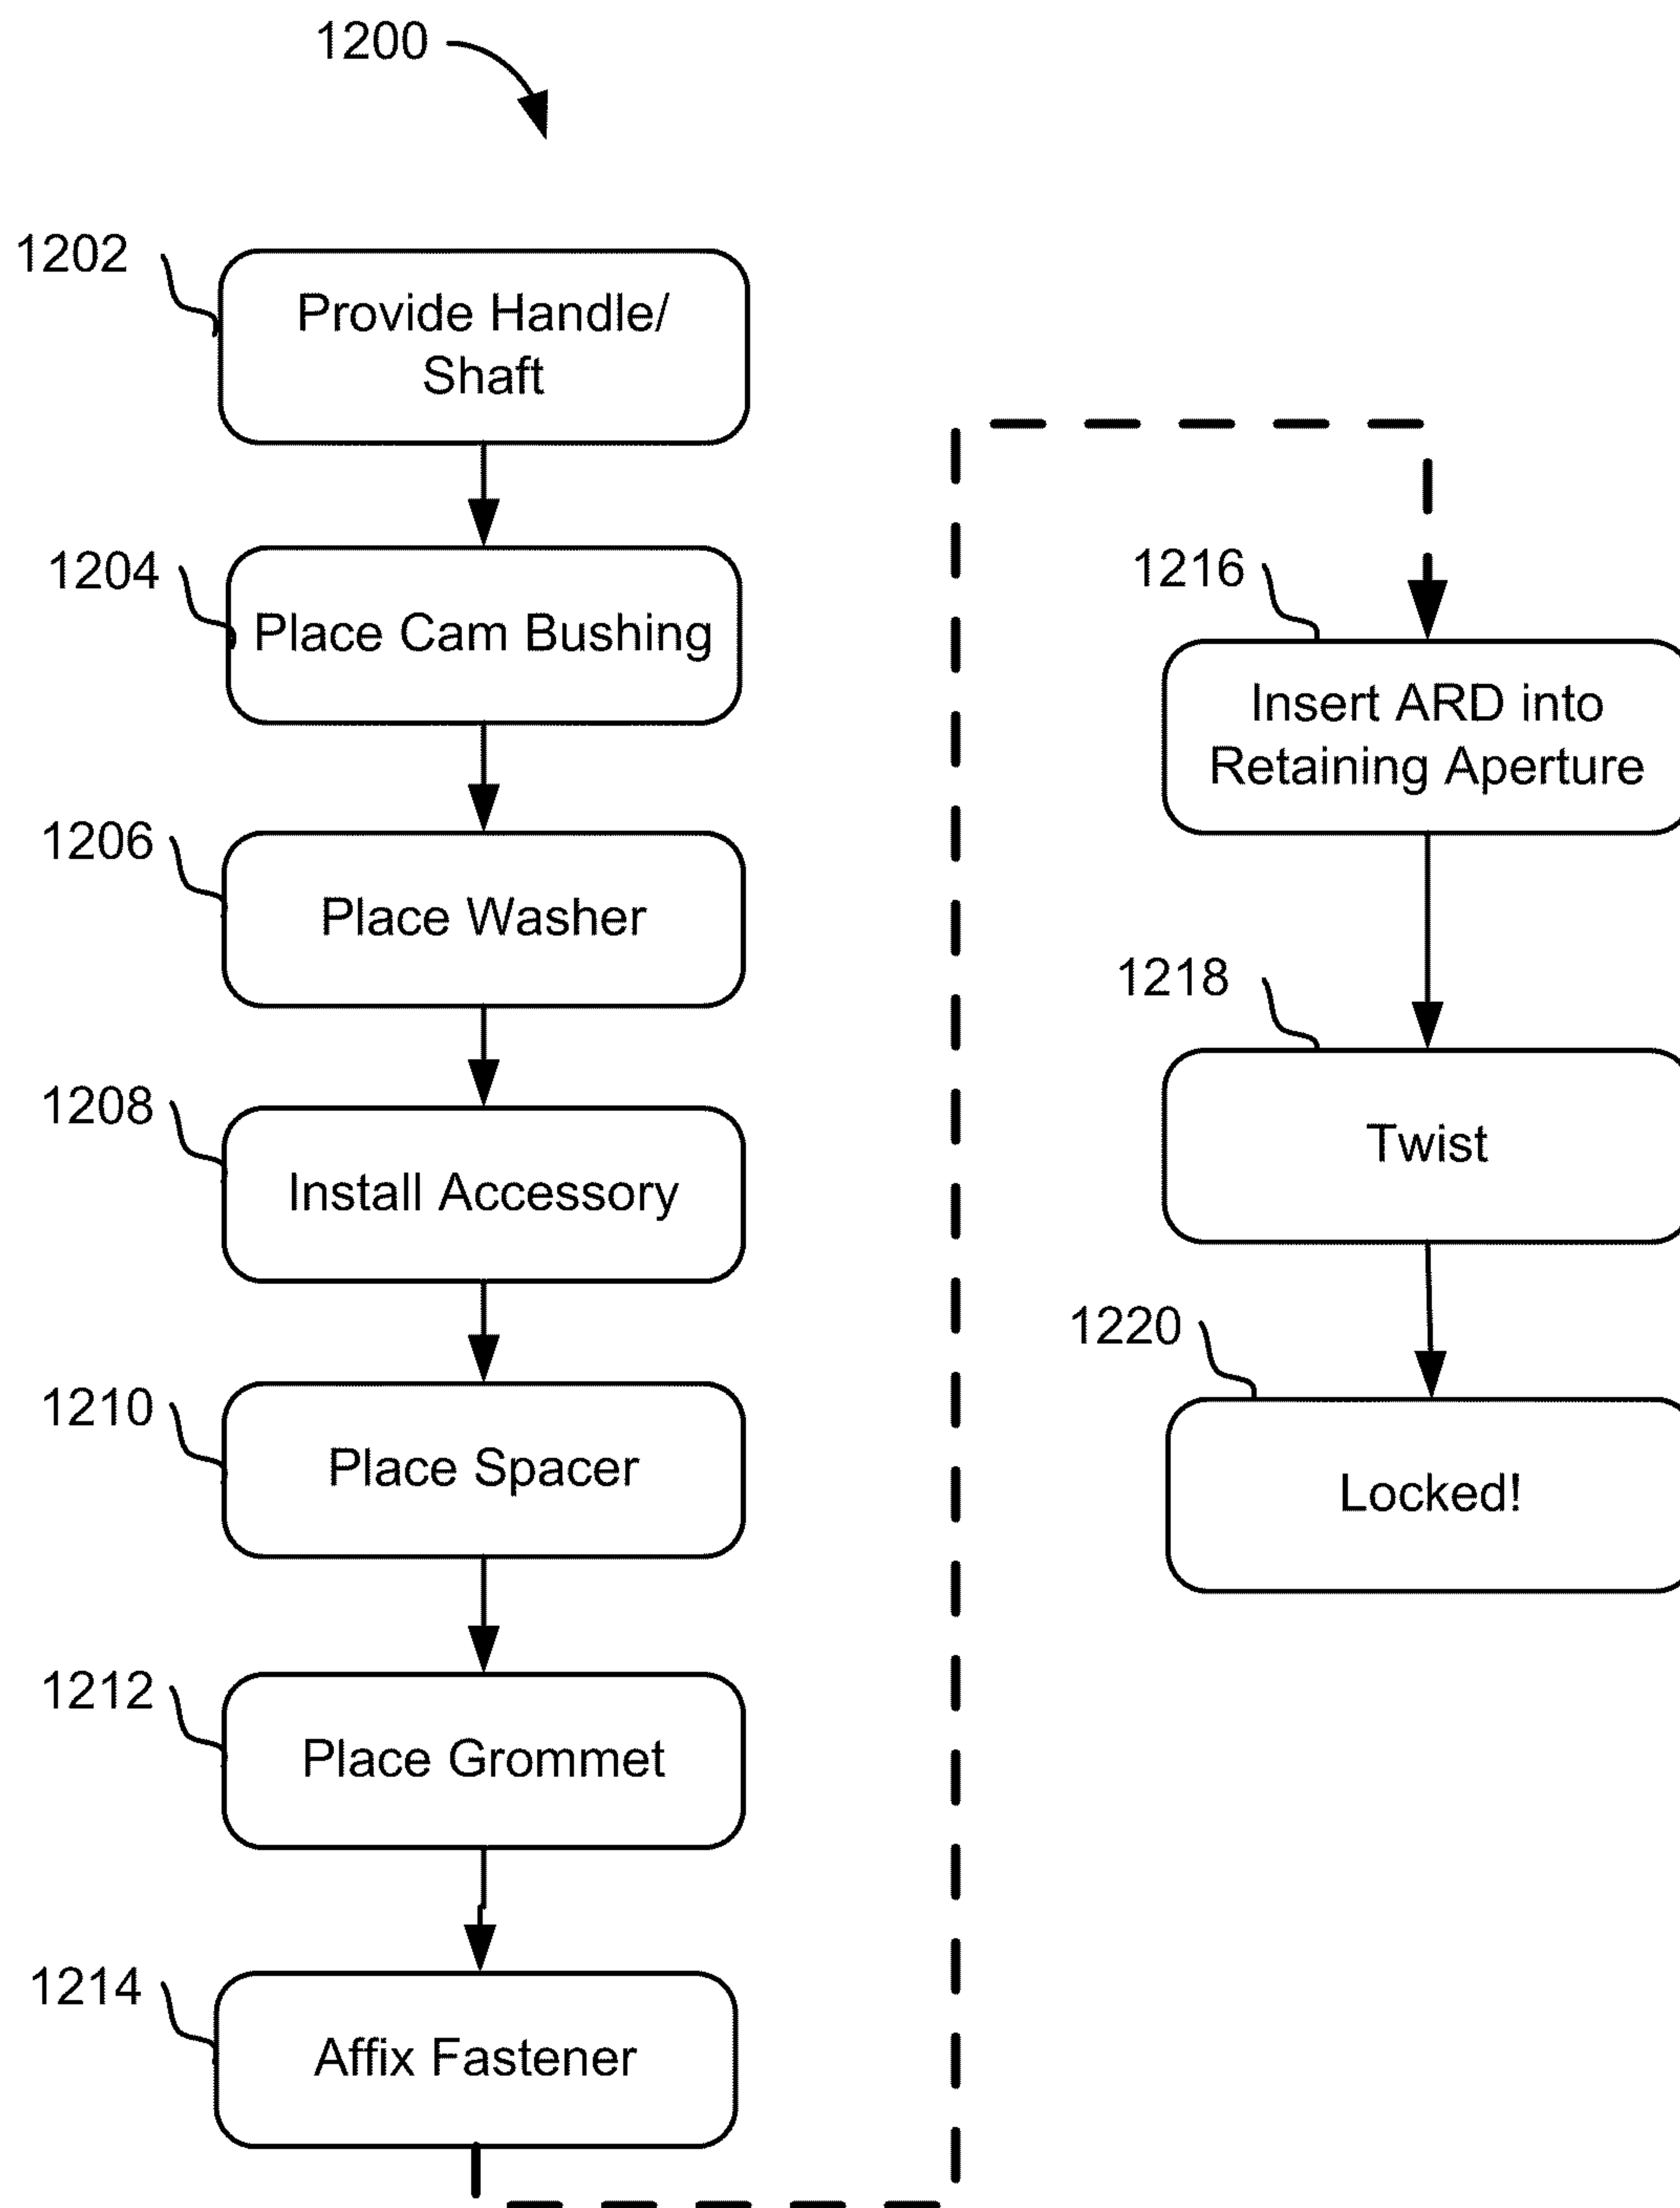 1200
1202
Provide Handle/
Shaft
1204
Place Cam Bushing
1206
Place Washer
1208
Install Accessory
1210
Place Spacer
1212
Place Grommet
1214
Affix Fastener
1216
Insert ARD into
Retaining Aperture
1218
Twist
1220
Locked!